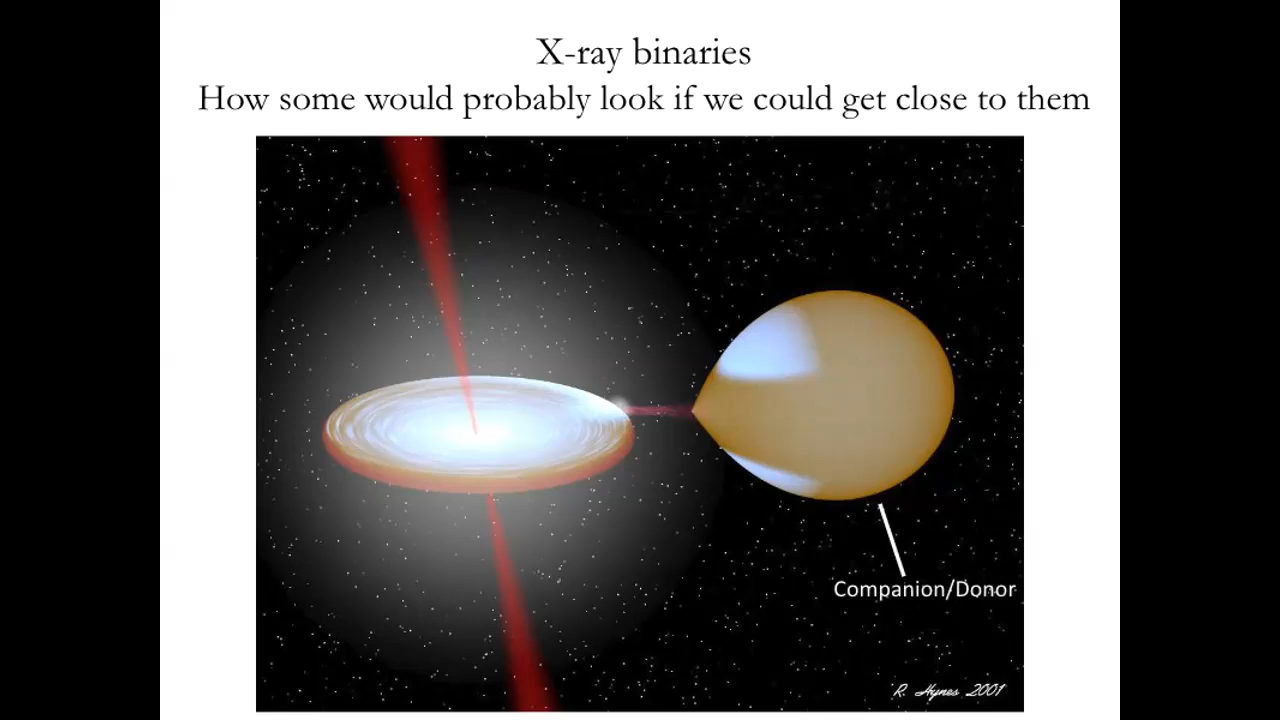 X-ray binaries
How some would probably look if we could get close to them
Companion/Donor
R. Hynes 2001